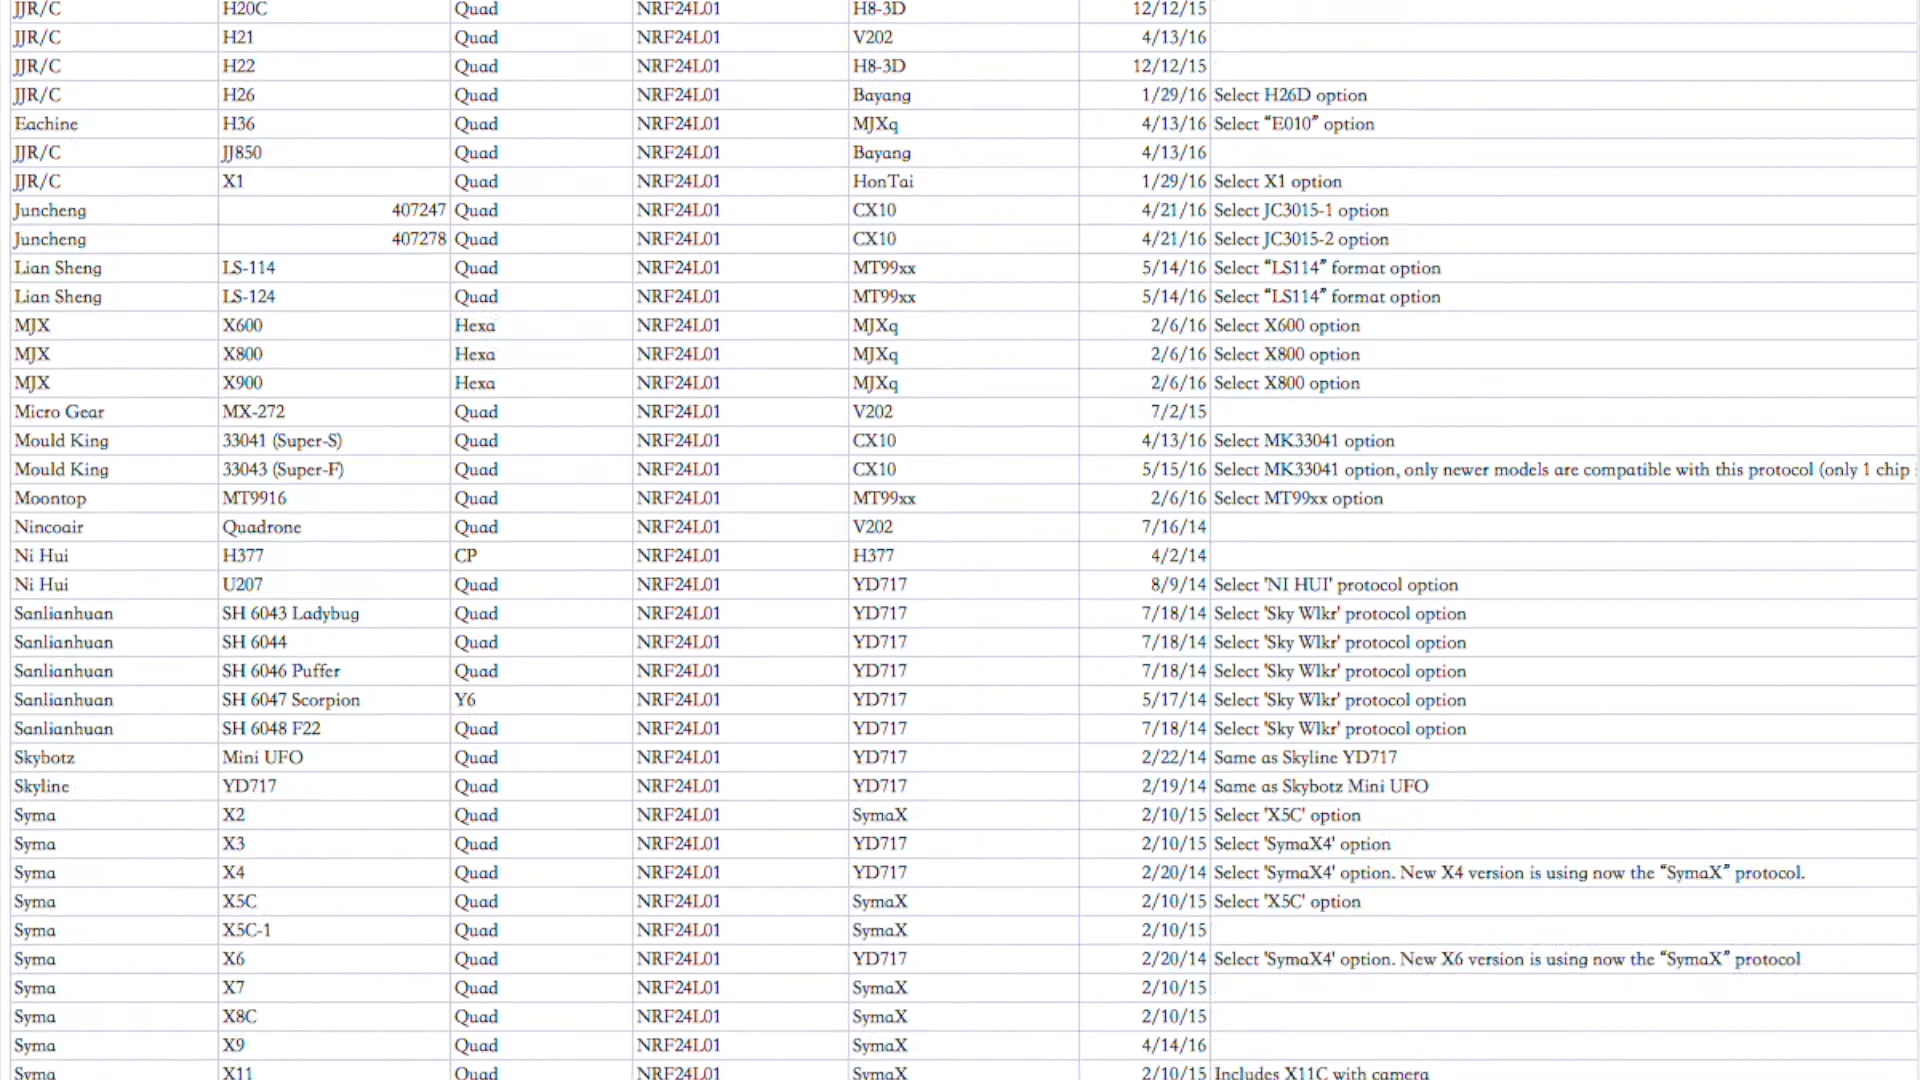 JJR/C H20C Quad NRF24L01 H8-3D 12/12/15
JJR/C H21 Quad NRF24L01 V202 4/13/16
JJR/C H22 Quad NRF24L01 H8-3D 12/12/15
JJR/C H26 Quad NRF24L01 Bayang 1/29/16 Select H26D option
Eachine H36 Quad NRF24L01 MJXq 4/13/16 Select “E010” option
JJR/C JJ850 Quad NRF24L01 Bayang 4/13/16
JJR/C X1 Quad NRF24L01 HonTai 1/29/16 Select X1 option
Juncheng 407247 Quad NRF24L01 CX10 4/21/16 Select JC3015-1 option
Juncheng 407278 Quad NRF24L01 CX10 4/21/16 Select JC3015-2 option
Lian Sheng LS-114 Quad NRF24L01 MT99xx 5/14/16 Select “LS114” format option
Lian Sheng LS-124 Quad NRF24L01 MT99xx 5/14/16 Select “LS114” format option
MJX X600 Hexa NRF24L01 MJXq 2/6/16 Select X600 option
MJX X800 Hexa NRF24L01 MJXq 2/6/16 Select X800 option
MJX X900 Hexa NRF24L01 MJXq 2/6/16 Select X800 option
Micro Gear MX-272 Quad NRF24L01 V202 7/2/15
Mould King 33041 (Super-S) Quad NRF24L01 CX10 4/13/16 Select MK33041 option
Mould King 33043 (Super-F) Quad NRF24L01 CX10 5/15/16 Select MK33041 option, only newer models are compatible with this protocol (only 1 chip
Moontop MT9916 Quad NRF24L01 MT99xx 2/6/16 Select MT99xx option
Nincoair Quadrone Quad NRF24L01 V202 7/16/14
Ni Hui H377 CP NRF24L01 H377 4/2/14
Ni Hui U207 Quad NRF24L01 YD717 8/9/14 Select 'NI HUI' protocol option
Sanlianhuan SH 6043 Ladybug Quad NRF24L01 YD717 7/18/14 Select 'Sky Wlkr' protocol option
Sanlianhuan SH 6044 Quad NRF24L01 YD717 7/18/14 Select 'Sky Wlkr' protocol option
Sanlianhuan SH 6046 Puffer Quad NRF24L01 YD717 7/18/14 Select 'Sky Wlkr' protocol option
Sanlianhuan SH 6047 Scorpion Y6 NRF24L01 YD717 5/17/14 Select 'Sky Wlkr' protocol option
Sanlianhuan SH 6048 F22 Quad NRF24L01 YD717 7/18/14 Select 'Sky Wlkr' protocol option
Skybotz Mini UFO Quad NRF24L01 YD717 2/22/14 Same as Skyline YD717
Skyline YD717 Quad NRF24L01 YD717 2/19/14 Same as Skybotz Mini UFO
Syma X2 Quad NRF24L01 SymaX 2/10/15 Select 'X5C' option
Syma X3 Quad NRF24L01 YD717 2/10/15 Select 'SymaX4' option
Syma X4 Quad NRF24L01 YD717 2/20/14 Select 'SymaX4' option. New X4 version is using now the “SymaX” protocol.
Syma X5C Quad NRF24L01 SymaX 2/10/15 Select 'X5C' option
Syma X5C-1 Quad NRF24L01 SymaX 2/10/15
Syma X6 Quad NRF24L01 YD717 2/20/14 Select 'SymaX4' option. New X6 version is using now the “SymaX” protocol
Syma X7 Quad NRF24L01 SymaX 2/10/15
Syma X8C Quad NRF24L01 SymaX 2/10/15
Syma X9 Quad NRF24L01 SymaX 4/14/16
Syma X11 Quad NRF24L01 SymaX 2/10/15 Includes X11C with camera